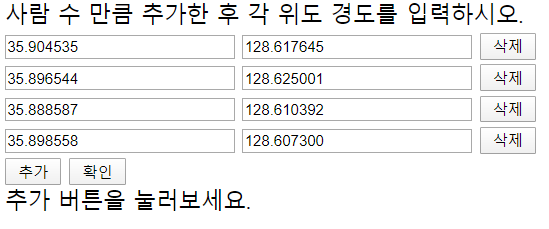 사람 수 만큼 추가한 후 각 위도 경도를 입력하시오.
35.904535 128.617645 삭제
35.896544 128.625001 삭제
35.888587 128.610392 삭제
35.898558 128.607300 삭제
추가 확인
추가 버튼을 눌러보세요.